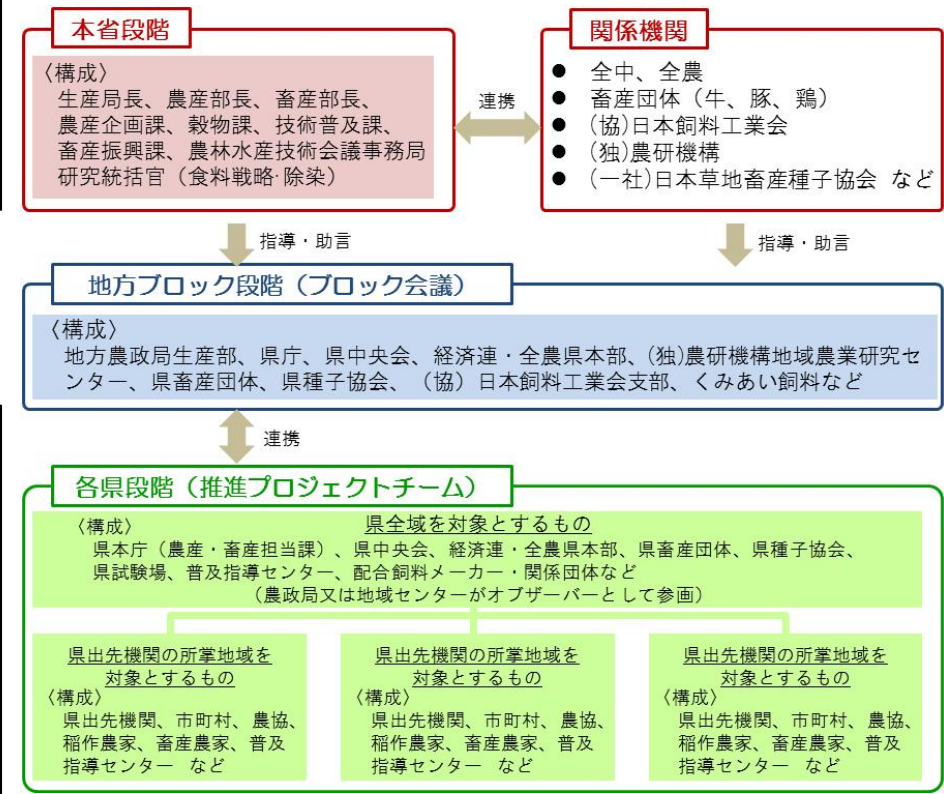 本省段階
〈構成〉
生産局長、農産部長、畜産部長、
農産企画課、穀物課、技術普及課、
畜産振興課、農林水産技術会議事務局
研究統括官（食料戦略･除染）
連携
関係機関
● 全中、全農
● 畜産団体（牛、豚、鶏）
● (協)日本飼料工業会
● (独)農研機構
● (一社)日本草地畜産種子協会 など
指導・助言
指導・助言
地方ブロック段階（ブロック会議）
〈構成〉
地方農政局生産部、県庁、県中央会、経済連・全農県本部、(独)農研機構地域農業研究セ
ンター、県畜産団体、県種子協会、（協）日本飼料工業会支部、くみあい飼料など
連携
各県段階（推進プロジェクトチーム）
〈構成〉 県全域を対象とするもの
県本庁（農産・畜産担当課）、県中央会、経済連・全農県本部、県畜産団体、県種子協会、
県試験場、普及指導センター、配合飼料メーカー・関係団体など
（農政局又は地域センターがオブザーバーとして参画）
県出先機関の所掌地域を
対象とするもの
〈構成〉
県出先機関、市町村、農協、
稲作農家、畜産農家、普及
指導センター など
県出先機関の所掌地域を
対象とするもの
〈構成〉
県出先機関、市町村、農協、
稲作農家、畜産農家、普及
指導センター など
県出先機関の所掌地域を
対象とするもの
〈構成〉
県出先機関、市町村、農協、
稲作農家、畜産農家、普及
指導センター など